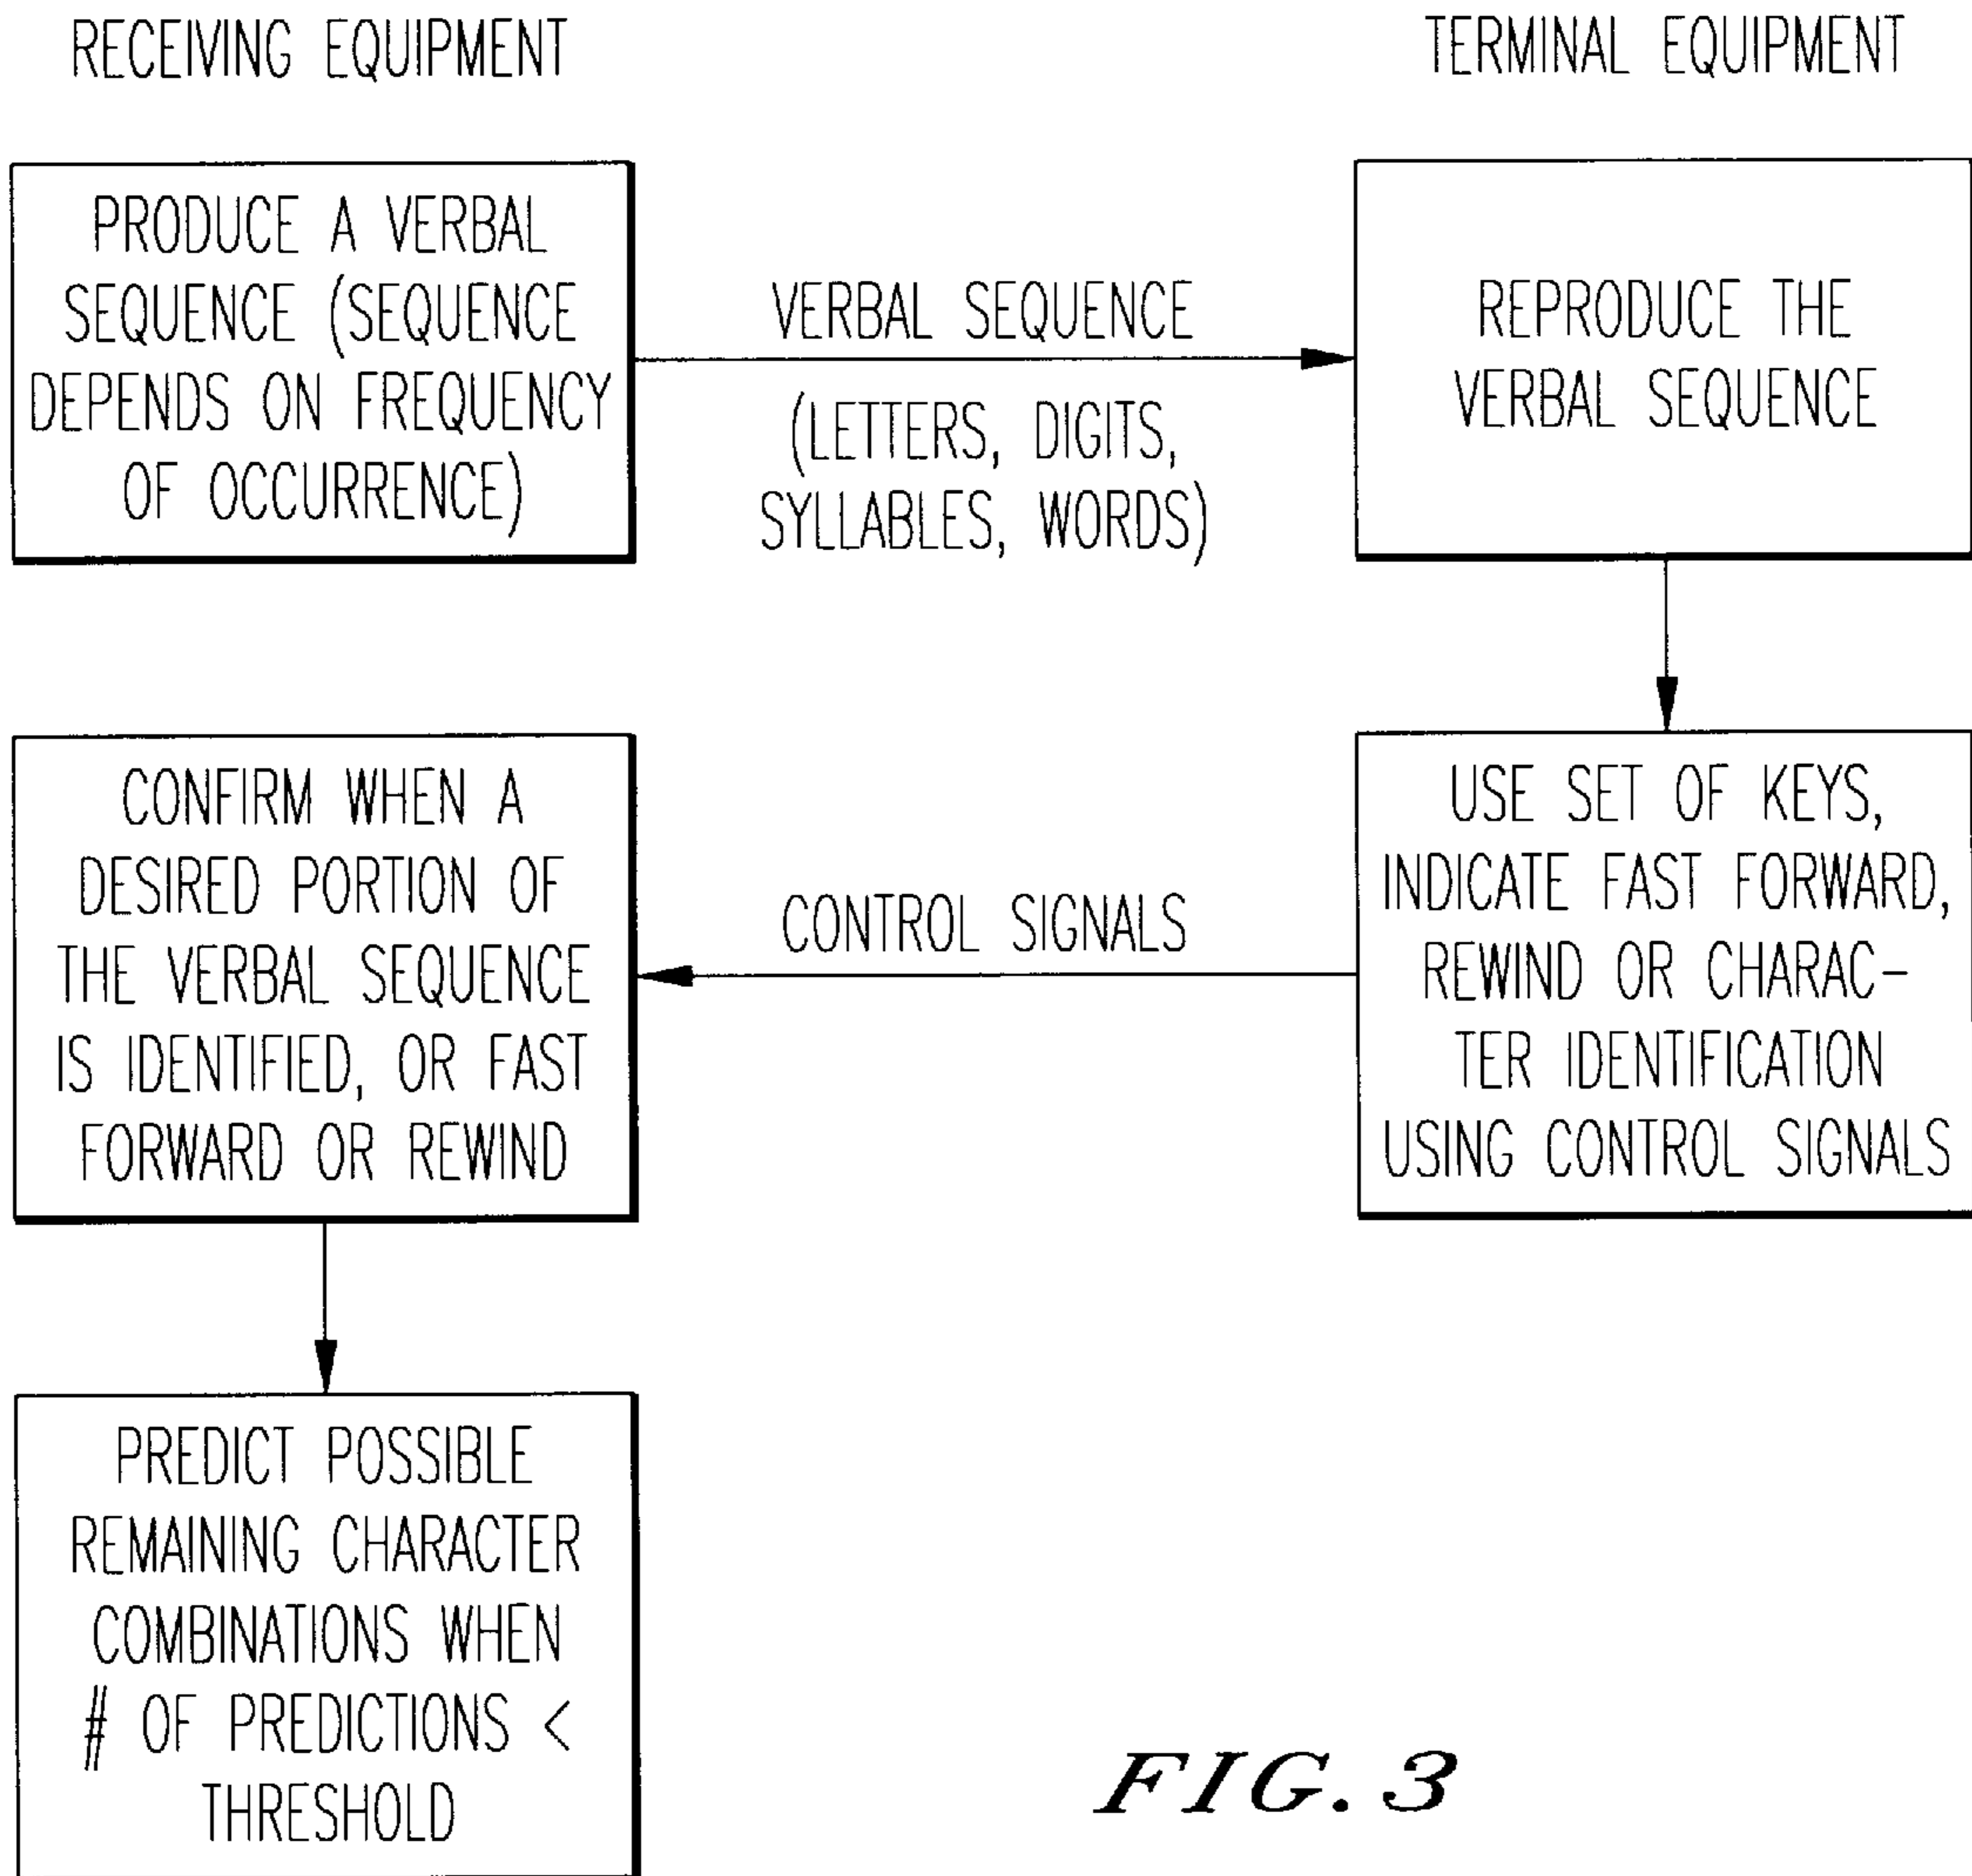 RECEIVING EQUIPMENT
TERMINAL EQUIPMENT
PRODUCE A VERBAL
SEQUENCE (SEQUENCE
DEPENDS ON FREQUENCY
OF OCCURRENCE)
VERBAL SEQUENCE
(LETTERS, DIGITS,
SYLLABLES, WORDS)
REPRODUCE THE
VERBAL SEQUENCE
USE SET OF KEYS,
INDICATE FAST FORWARD,
REWIND OR CHARAC-
TER IDENTIFICATION
USING CONTROL SIGNALS
CONTROL SIGNALS
CONFIRM WHEN A
DESIRED PORTION OF
THE VERBAL SEQUENCE
IS IDENTIFIED, OR FAST
FORWARD OR REWIND
PREDICT POSSIBLE
REMAINING CHARACTER
COMBINATIONS WHEN
# OF PREDICTIONS <
THRESHOLD
FIG. 3